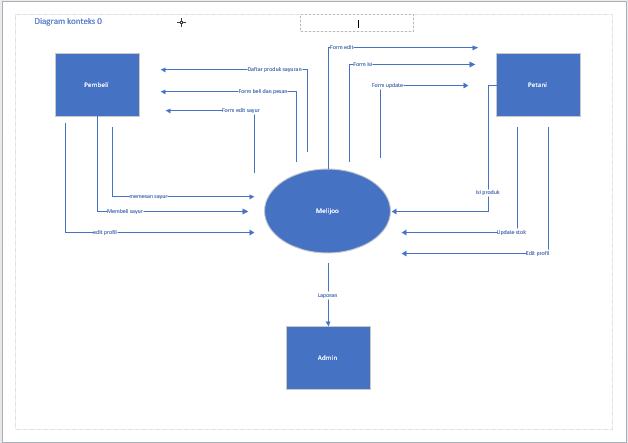 Diagram konteks 0
Form edit
Form isi
Daftar produk sayuran
Form update
Pembeli
Petani
Form beli dan pesan
Form edit sayur
memesan sayur
isi produk
Membeli sayur
Melijoo
edit profil
Update stok
Edit profil
Laporan
Admin